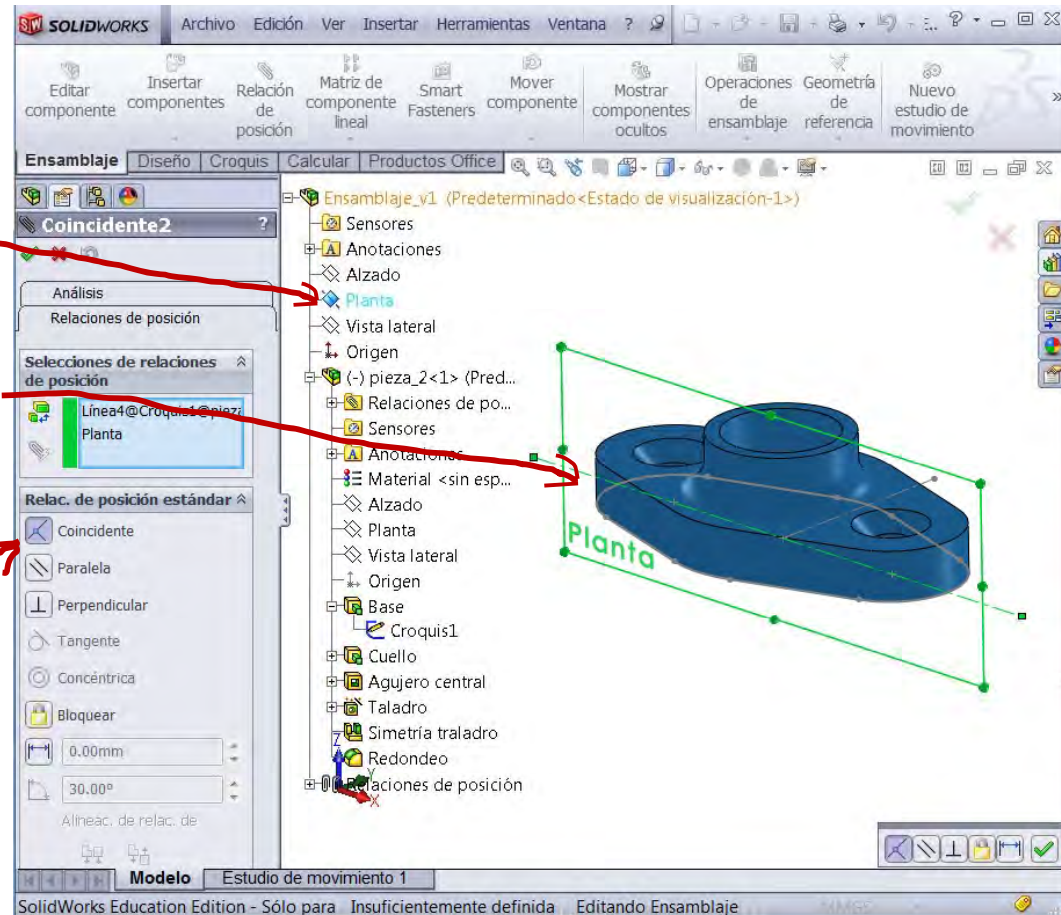 SOLIDWORKS Archivo Edición Ver Insertar Herramientas Ventana ?
Editar componente
Insertar componentes
Relación de posición
Matriz de componente lineal
Smart Fasteners
Mover componente
Mostrar componentes ocultos
Operaciones de ensamblaje
Geometría de referencia
Nuevo estudio de movimiento
Ensamblaje Diseño Croquis Calcular Productos Office
Coincidente2 ?
Análisis
Relaciones de posición
Selecciones de relaciones
de posición
Línea4@Croquis1@pieza
Planta
Relac. de posición estándar
Coincidente
Paralela
Perpendicular
Tangente
Concéntrica
Bloquear
0.00mm
30.00º
Alineac. de relac. de
Ensamblaje_v1 (Predeterminado<Estado de visualización-1>)
Sensores
Anotaciones
Alzado
Planta
Vista lateral
Origen
(-) pieza_2<1> (Pred...
Relaciones de po...
Sensores
Anotaciones
Material <sin esp...
Alzado
Planta
Vista lateral
Origen
Base
Croquis1
Cuello
Agujero central
Taladro
Simetría traladro
Redondeo
Relaciones de posición
Planta
Z
Y
X
Modelo Estudio de movimiento 1
SolidWorks Education Edition - Sólo para Insuficientemente definida Editando Ensamblaje